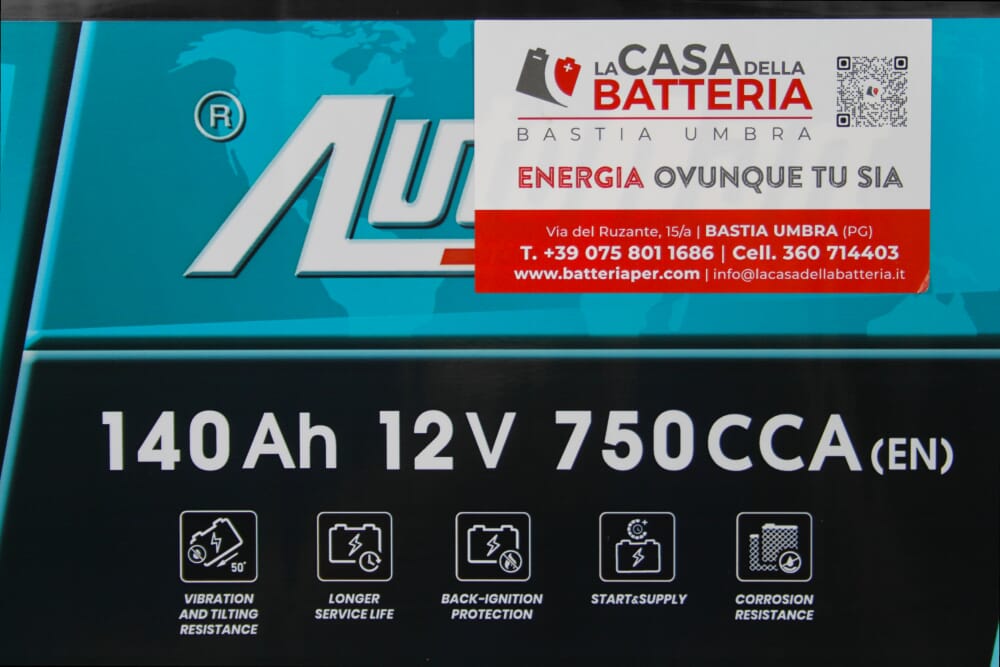 ®
LA CASA DELLA
BATTERIA
BASTIA UMBRA
ENERGIA OVUNQUE TU SIA
Via del Ruzante, 15/a | BASTIA UMBRA (PG)
T. +39 075 801 1686 | Cell. 360 714403
www.batteriaper.com | info@lacasadellabatteria.it
140Ah 12V 750CCA (EN)
50°
VIBRATION
AND TILTING
RESISTANCE
LONGER
SERVICE LIFE
BACK-IGNITION
PROTECTION
START&SUPPLY
CORROSION
RESISTANCE